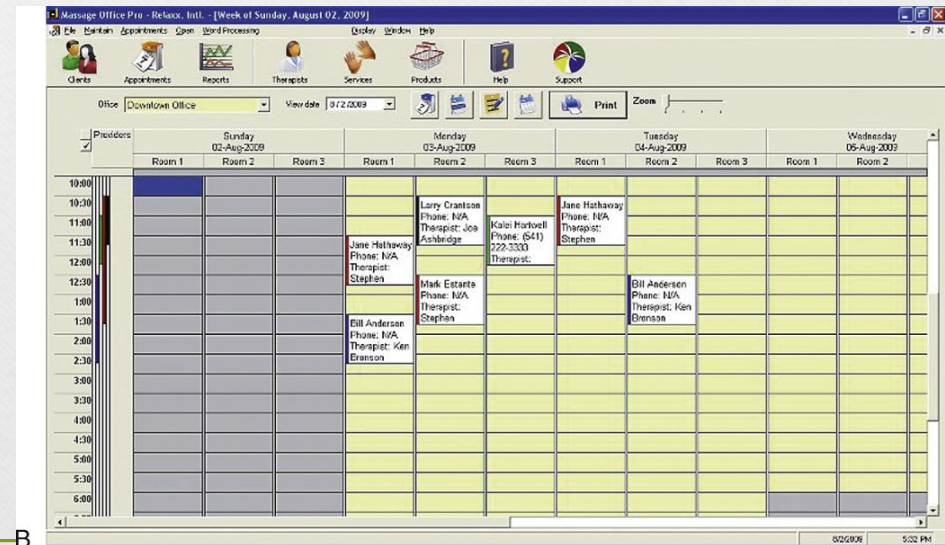 Massage Office Pro - Relaxx, Intl. - [Week of Sunday, August 02, 2009]
File Maintain Appointments Open Word Processing Display Window Help
Clients Appointments Reports Therapists Services Products Help Support
Office Downtown Office View date 8/2/2009 Print Zoom
Providers Sunday Monday Tuesday Wednesday
02-Aug-2009 03-Aug-2009 04-Aug-2009 05-Aug-2009
Room 1 Room 2 Room 3 Room 1 Room 2 Room 3 Room 1 Room 2 Room 3 Room 1 Room 2
10:00
10:30
11:00
11:30
12:00
12:30
1:00
1:30
2:00
2:30
3:00
3:30
4:00
4:30
5:00
5:30
6:00
Jane Hathaway
Phone: N/A
Therapist:
Stephen
Bill Anderson
Phone: N/A
Therapist: Ken
Bronson
Larry Crantson
Phone: N/A
Therapist: Joe
Ashbridge
Mark Estante
Phone: N/A
Therapist:
Stephen
Kalei Hartwell
Phone: (541)
222-3333
Therapist:
Jane Hathaway
Phone: N/A
Therapist:
Stephen
Bill Anderson
Phone: N/A
Therapist: Ken
Bronson
8/2/2009 5:32 PM
B